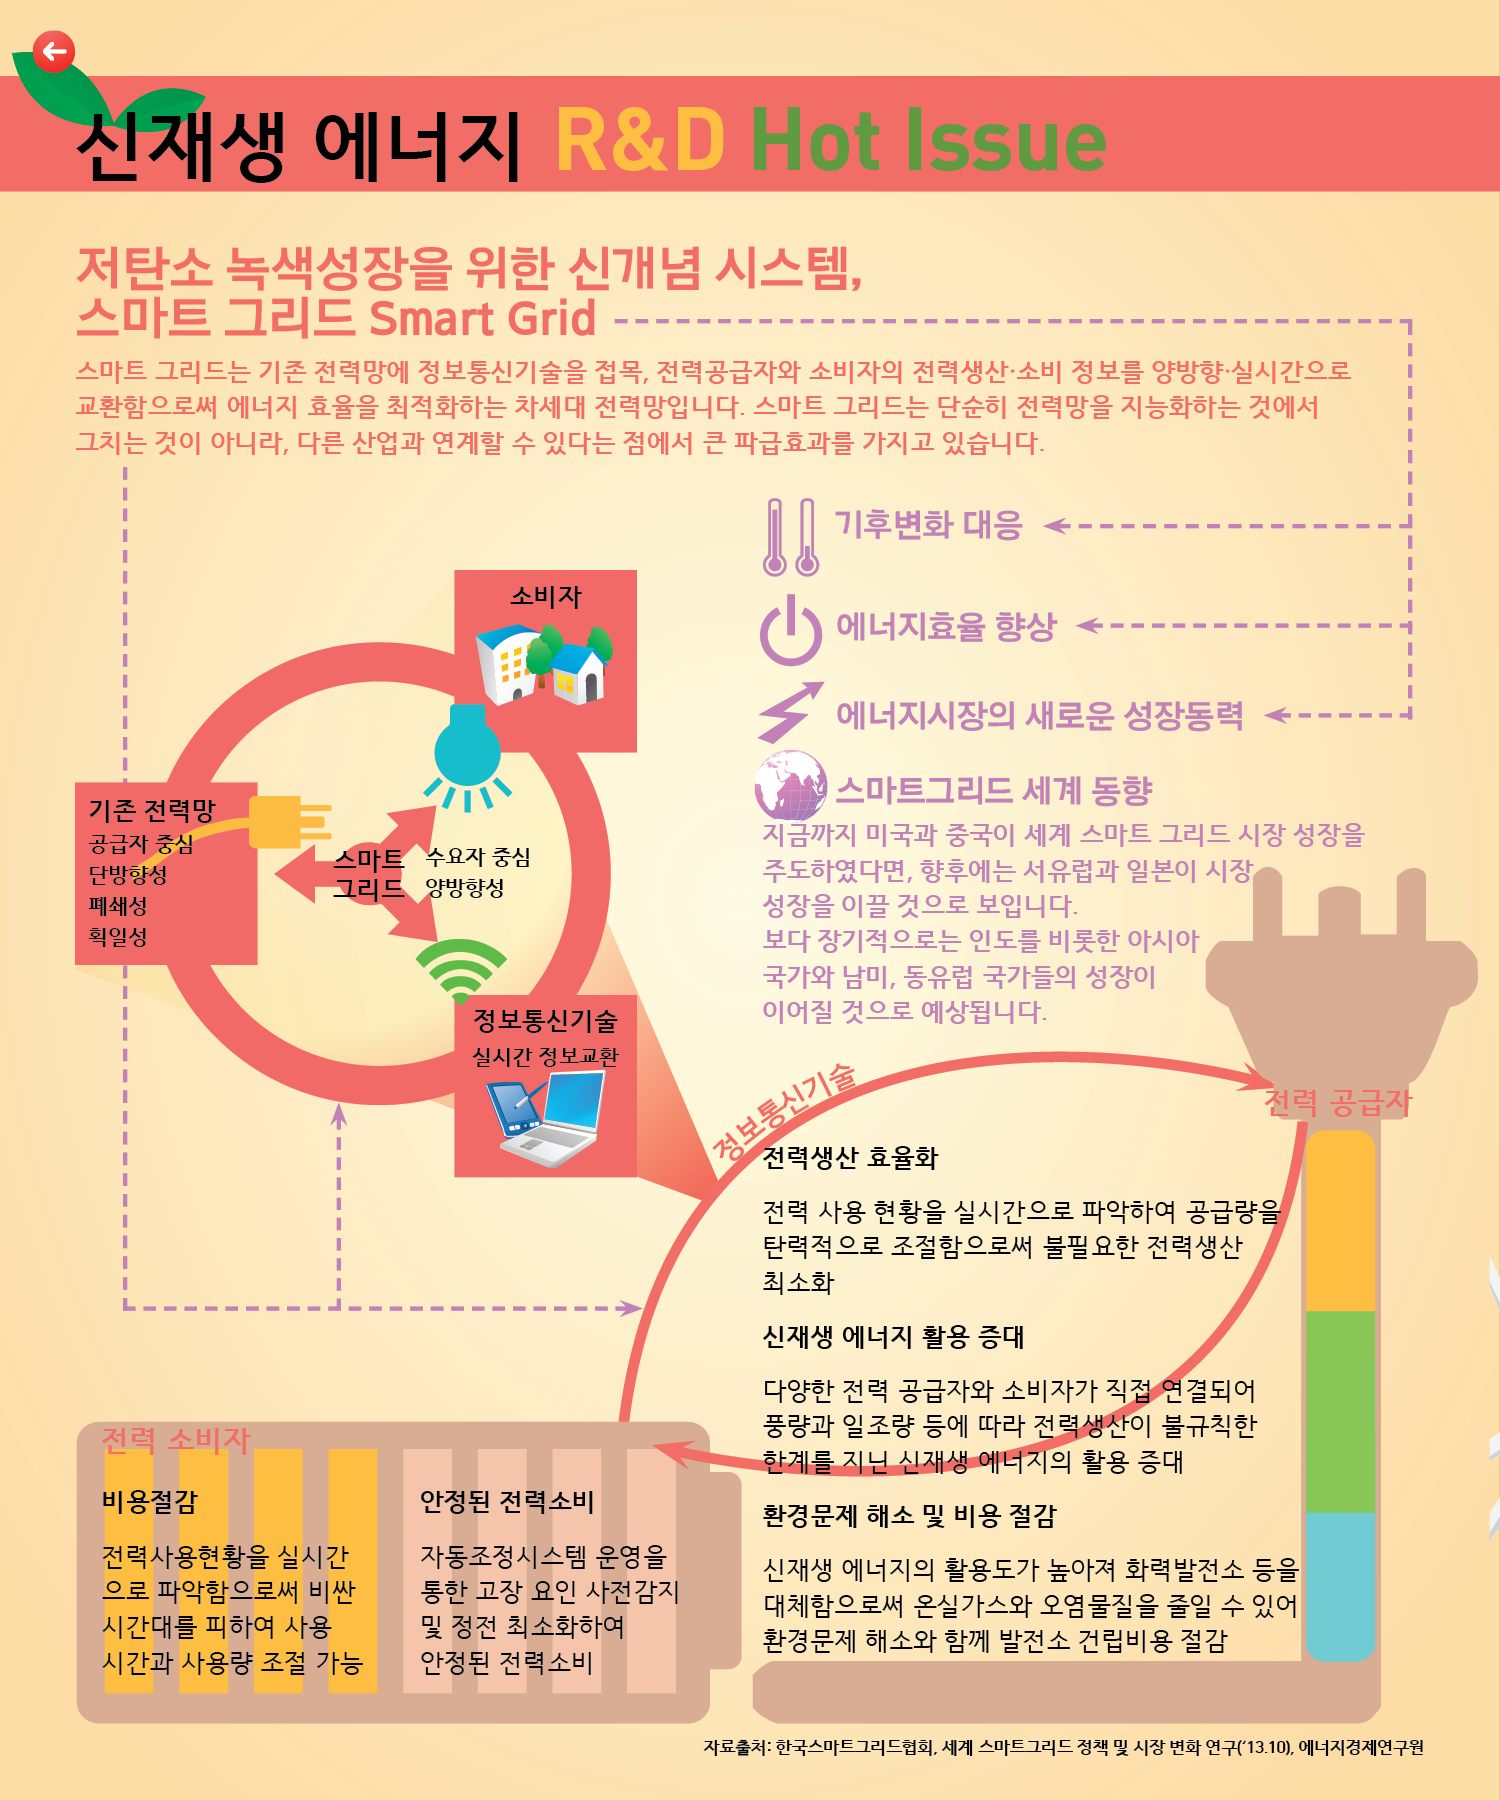 신재생 에너지 R&D Hot Issue
저탄소 녹색성장을 위한 신개념 시스템,
스마트 그리드 Smart Grid
스마트 그리드는 기존 전력망에 정보통신기술을 접목, 전력공급자와 소비자의 전력생산·소비 정보를 양방향·실시간으로
교환함으로써 에너지 효율을 최적화하는 차세대 전력망입니다. 스마트 그리드는 단순히 전력망을 지능화하는 것에서
그치는 것이 아니라, 다른 산업과 연계할 수 있다는 점에서 큰 파급효과를 가지고 있습니다.
기후변화 대응
에너지효율 향상
에너지시장의 새로운 성장동력
스마트그리드 세계 동향
지금까지 미국과 중국이 세계 스마트 그리드 시장 성장을
주도하였다면, 향후에는 서유럽과 일본이 시장
성장을 이끌 것으로 보입니다.
보다 장기적으로는 인도를 비롯한 아시아
국가와 남미, 동유럽 국가들의 성장이
이어질 것으로 예상됩니다.
소비자
기존 전력망
공급자 중심
단방향성
폐쇄성
획일성
스마트
그리드
수요자 중심
양방향성
정보통신기술
실시간 정보교환
정보통신기술
전력 공급자
전력생산 효율화
전력 사용 현황을 실시간으로 파악하여 공급량을
탄력적으로 조절함으로써 불필요한 전력생산
최소화
신재생 에너지 활용 증대
다양한 전력 공급자와 소비자가 직접 연결되어
풍량과 일조량 등에 따라 전력생산이 불규칙한
한계를 지닌 신재생 에너지의 활용 증대
환경문제 해소 및 비용 절감
신재생 에너지의 활용도가 높아져 화력발전소 등을
대체함으로써 온실가스와 오염물질을 줄일 수 있어
환경문제 해소와 함께 발전소 건립비용 절감
전력 소비자
비용절감
전력사용현황을 실시간
으로 파악함으로써 비싼
시간대를 피하여 사용
시간과 사용량 조절 가능
안정된 전력소비
자동조정시스템 운영을
통한 고장 요인 사전감지
및 정전 최소화하여
안정된 전력소비
자료출처: 한국스마트그리드협회, 세계 스마트그리드 정책 및 시장 변화 연구(‘13.10), 에너지경제연구원